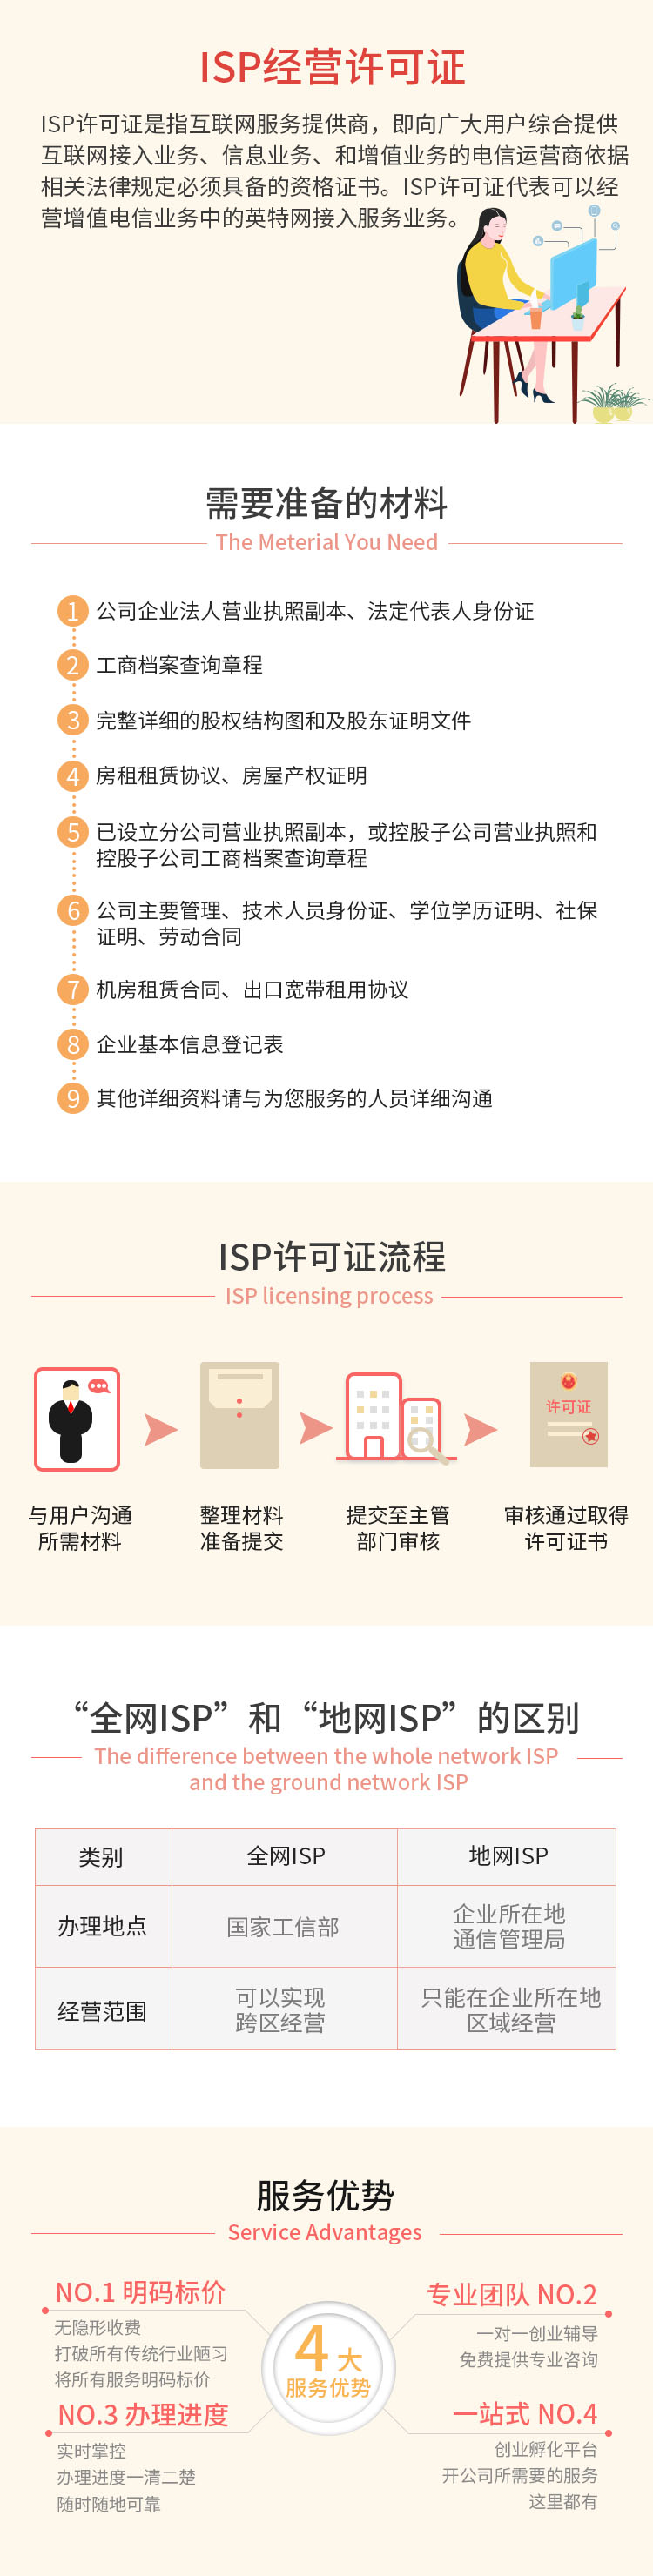 ISP经营许可证
ISP许可证是指互联网服务提供商，即向广大用户综合提供
互联网接入业务、信息业务、和增值业务的电信运营商依据
相关法律规定必须具备的资格证书。ISP许可证代表可以经
营增值电信业务中的英特网接入服务业务。
需要准备的材料
The Meterial You Need
1 公司企业法人营业执照副本、法定代表人身份证
2 工商档案查询章程
3 完整详细的股权结构图和及股东证明文件
4 房租租赁协议、房屋产权证明
5 已设立分公司营业执照副本，或控股子公司营业执照和
控股子公司工商档案查询章程
6 公司主要管理、技术人员身份证、学位学历证明、社保
证明、劳动合同
7 机房租赁合同、出口宽带租用协议
8 企业基本信息登记表
9 其他详细资料请与为您服务的人员详细沟通
ISP许可证流程
ISP licensing process
许可证
与用户沟通
所需材料
整理材料
准备提交
提交至主管
部门审核
审核通过取得
许可证书
“全网ISP”和“地网ISP”的区别
The difference between the whole network ISP
and the ground network ISP
类别
全网ISP
地网ISP
办理地点
国家工信部
企业所在地
通信管理局
经营范围
可以实现
跨区经营
只能在企业所在地
区域经营
服务优势
Service Advantages
NO.1 明码标价
无隐形收费
打破所有传统行业陋习
将所有服务明码标价
专业团队 NO.2
一对一创业辅导
免费提供专业咨询
4大
服务优势
NO.3 办理进度
实时掌控
办理进度一清二楚
随时随地可靠
一站式 NO.4
创业孵化平台
开公司所需要的服务
这里都有